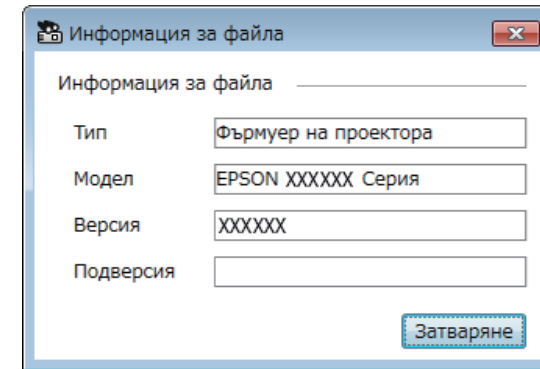 Информация за файла
Информация за файла
Тип Фърмуер на проектора
Модел EPSON XXXXXX Серия
Версия XXXXXX
Подверсия
Затваряне